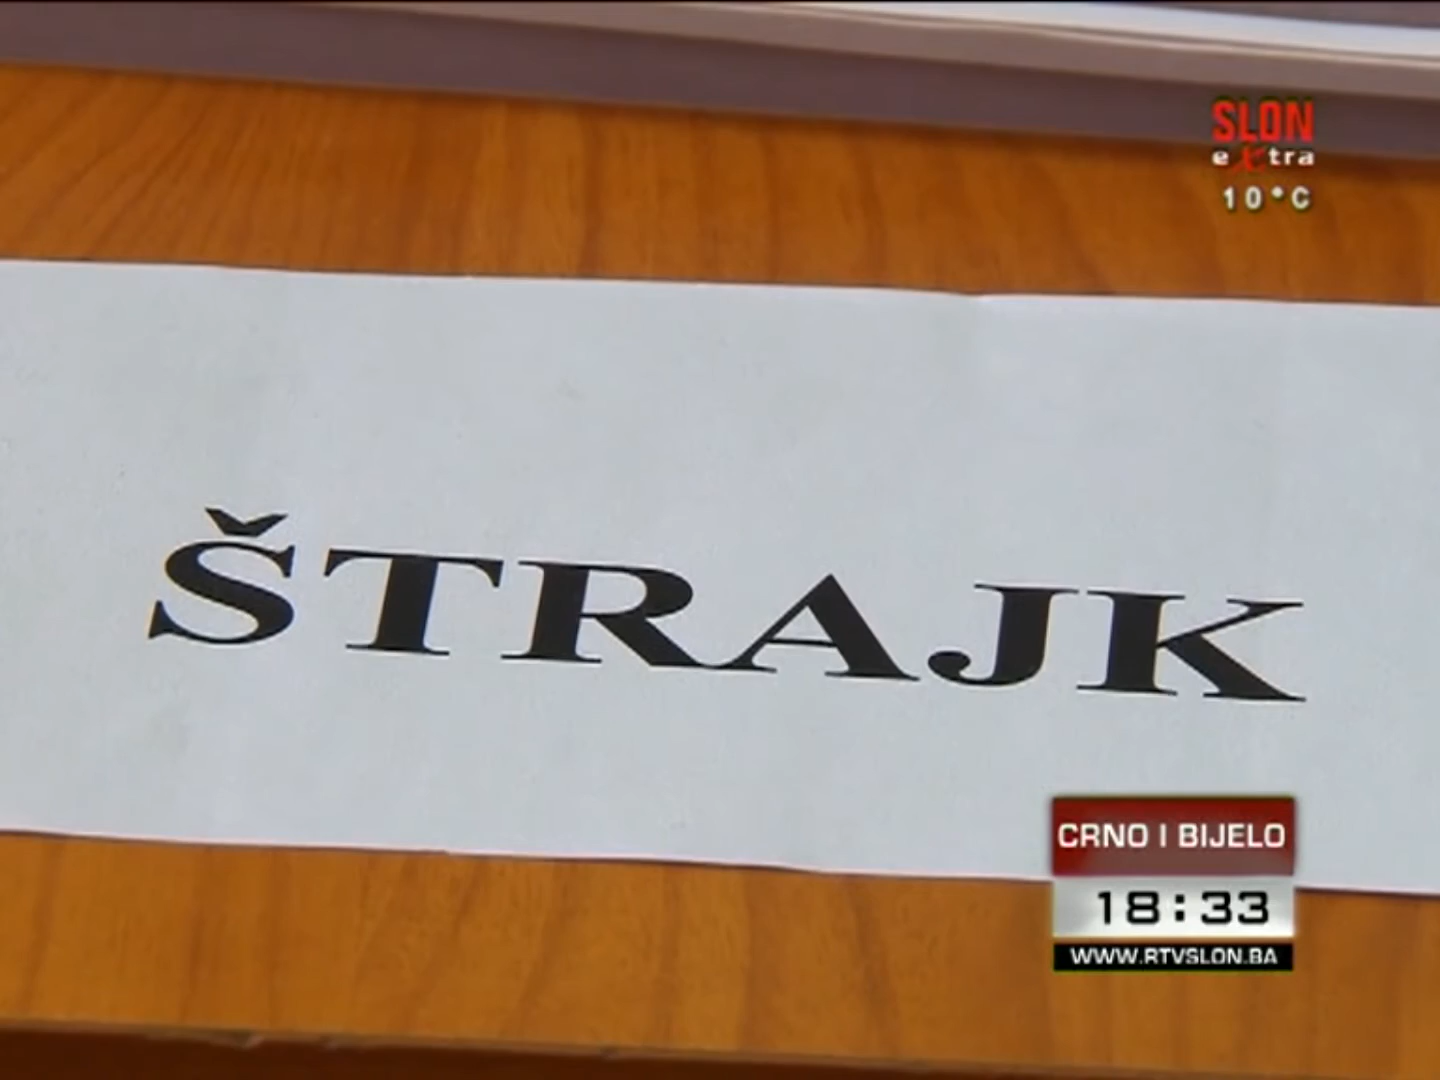 SLON
extra
10°C
ŠTRAJK
CRNO I BIJELO
18:33
WWW.RTVSLON.BA